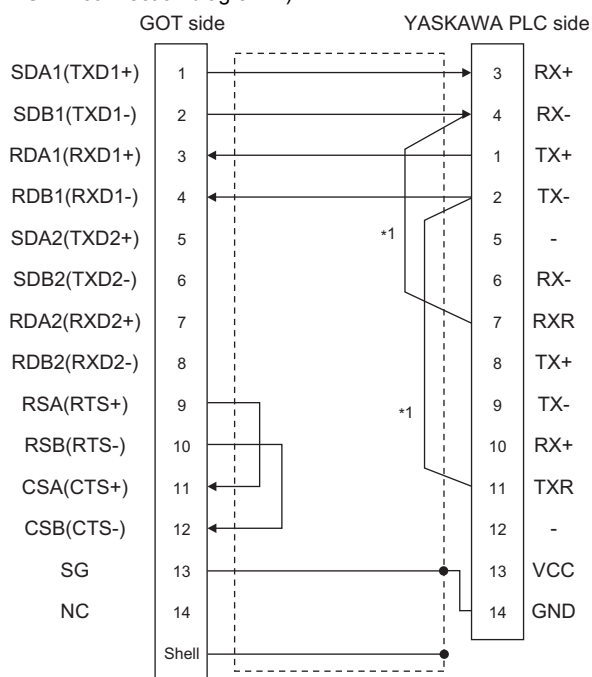 GOT side YASKAWA PLC side
SDA1(TXD1+) 1 3 RX+
SDB1(TXD1-) 2 4 RX-
RDA1(RXD1+) 3 1 TX+
RDB1(RXD1-) 4 2 TX-
SDA2(TXD2+) 5 *1 5 -
SDB2(TXD2-) 6 6 RX-
RDA2(RXD2+) 7 7 RXR
RDB2(RXD2-) 8 8 TX+
RSA(RTS+) 9 *1 9 TX-
RSB(RTS-) 10 10 RX+
CSA(CTS+) 11 11 TXR
CSB(CTS-) 12 12 -
SG 13 13 VCC
NC 14 14 GND
Shell